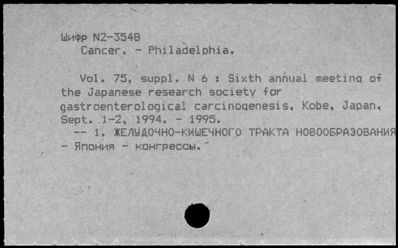 Шифр N2-3548
Cancer. - Philadelphia.
Vol. 75, suppl. N 6 : Sixth annual meeting of
the Japanese research society for
gastroenterological carcinogenesis, Kobe, Japan,
Sept. 1-2, 1994. - 1995.
-- 1. ЖЕЛУДОЧНО-КИШЕЧНОГО ТРАКТА НОВООБРАЗОВАНИЯ
- Япония - конгрессы.